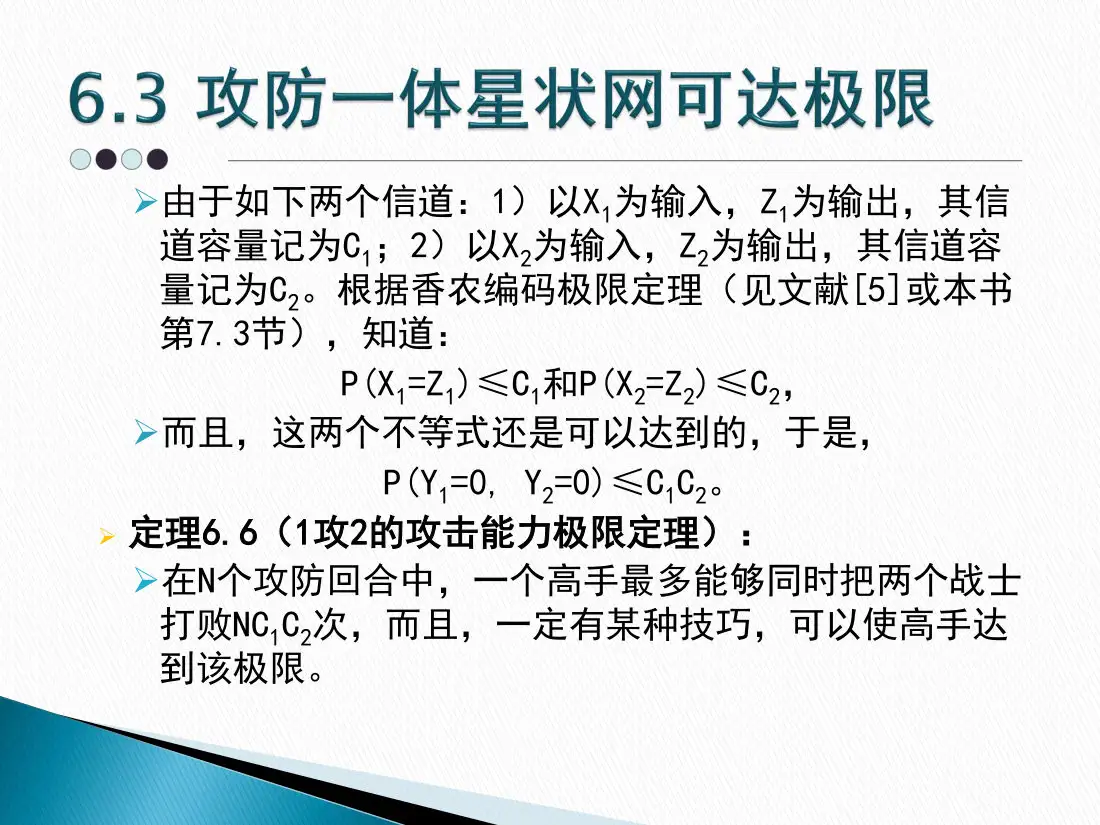 6.3 攻防一体星状网可达极限
➢由于如下两个信道：1）以X₁为输入，Z₁为输出，其信
道容量记为C₁；2）以X₂为输入，Z₂为输出，其信道容
量记为C₂。根据香农编码极限定理（见文献[5]或本书
第7.3节），知道：
P(X₁=Z₁)≤C₁和P(X₂=Z₂)≤C₂，
➢而且，这两个不等式还是可以达到的，于是，
P(Y₁=0, Y₂=0)≤C₁C₂。
➢ 定理6.6（1攻2的攻击能力极限定理）：
➢在N个攻防回合中，一个高手最多能够同时把两个战士
打败NC₁C₂次，而且，一定有某种技巧，可以使高手达
到该极限。